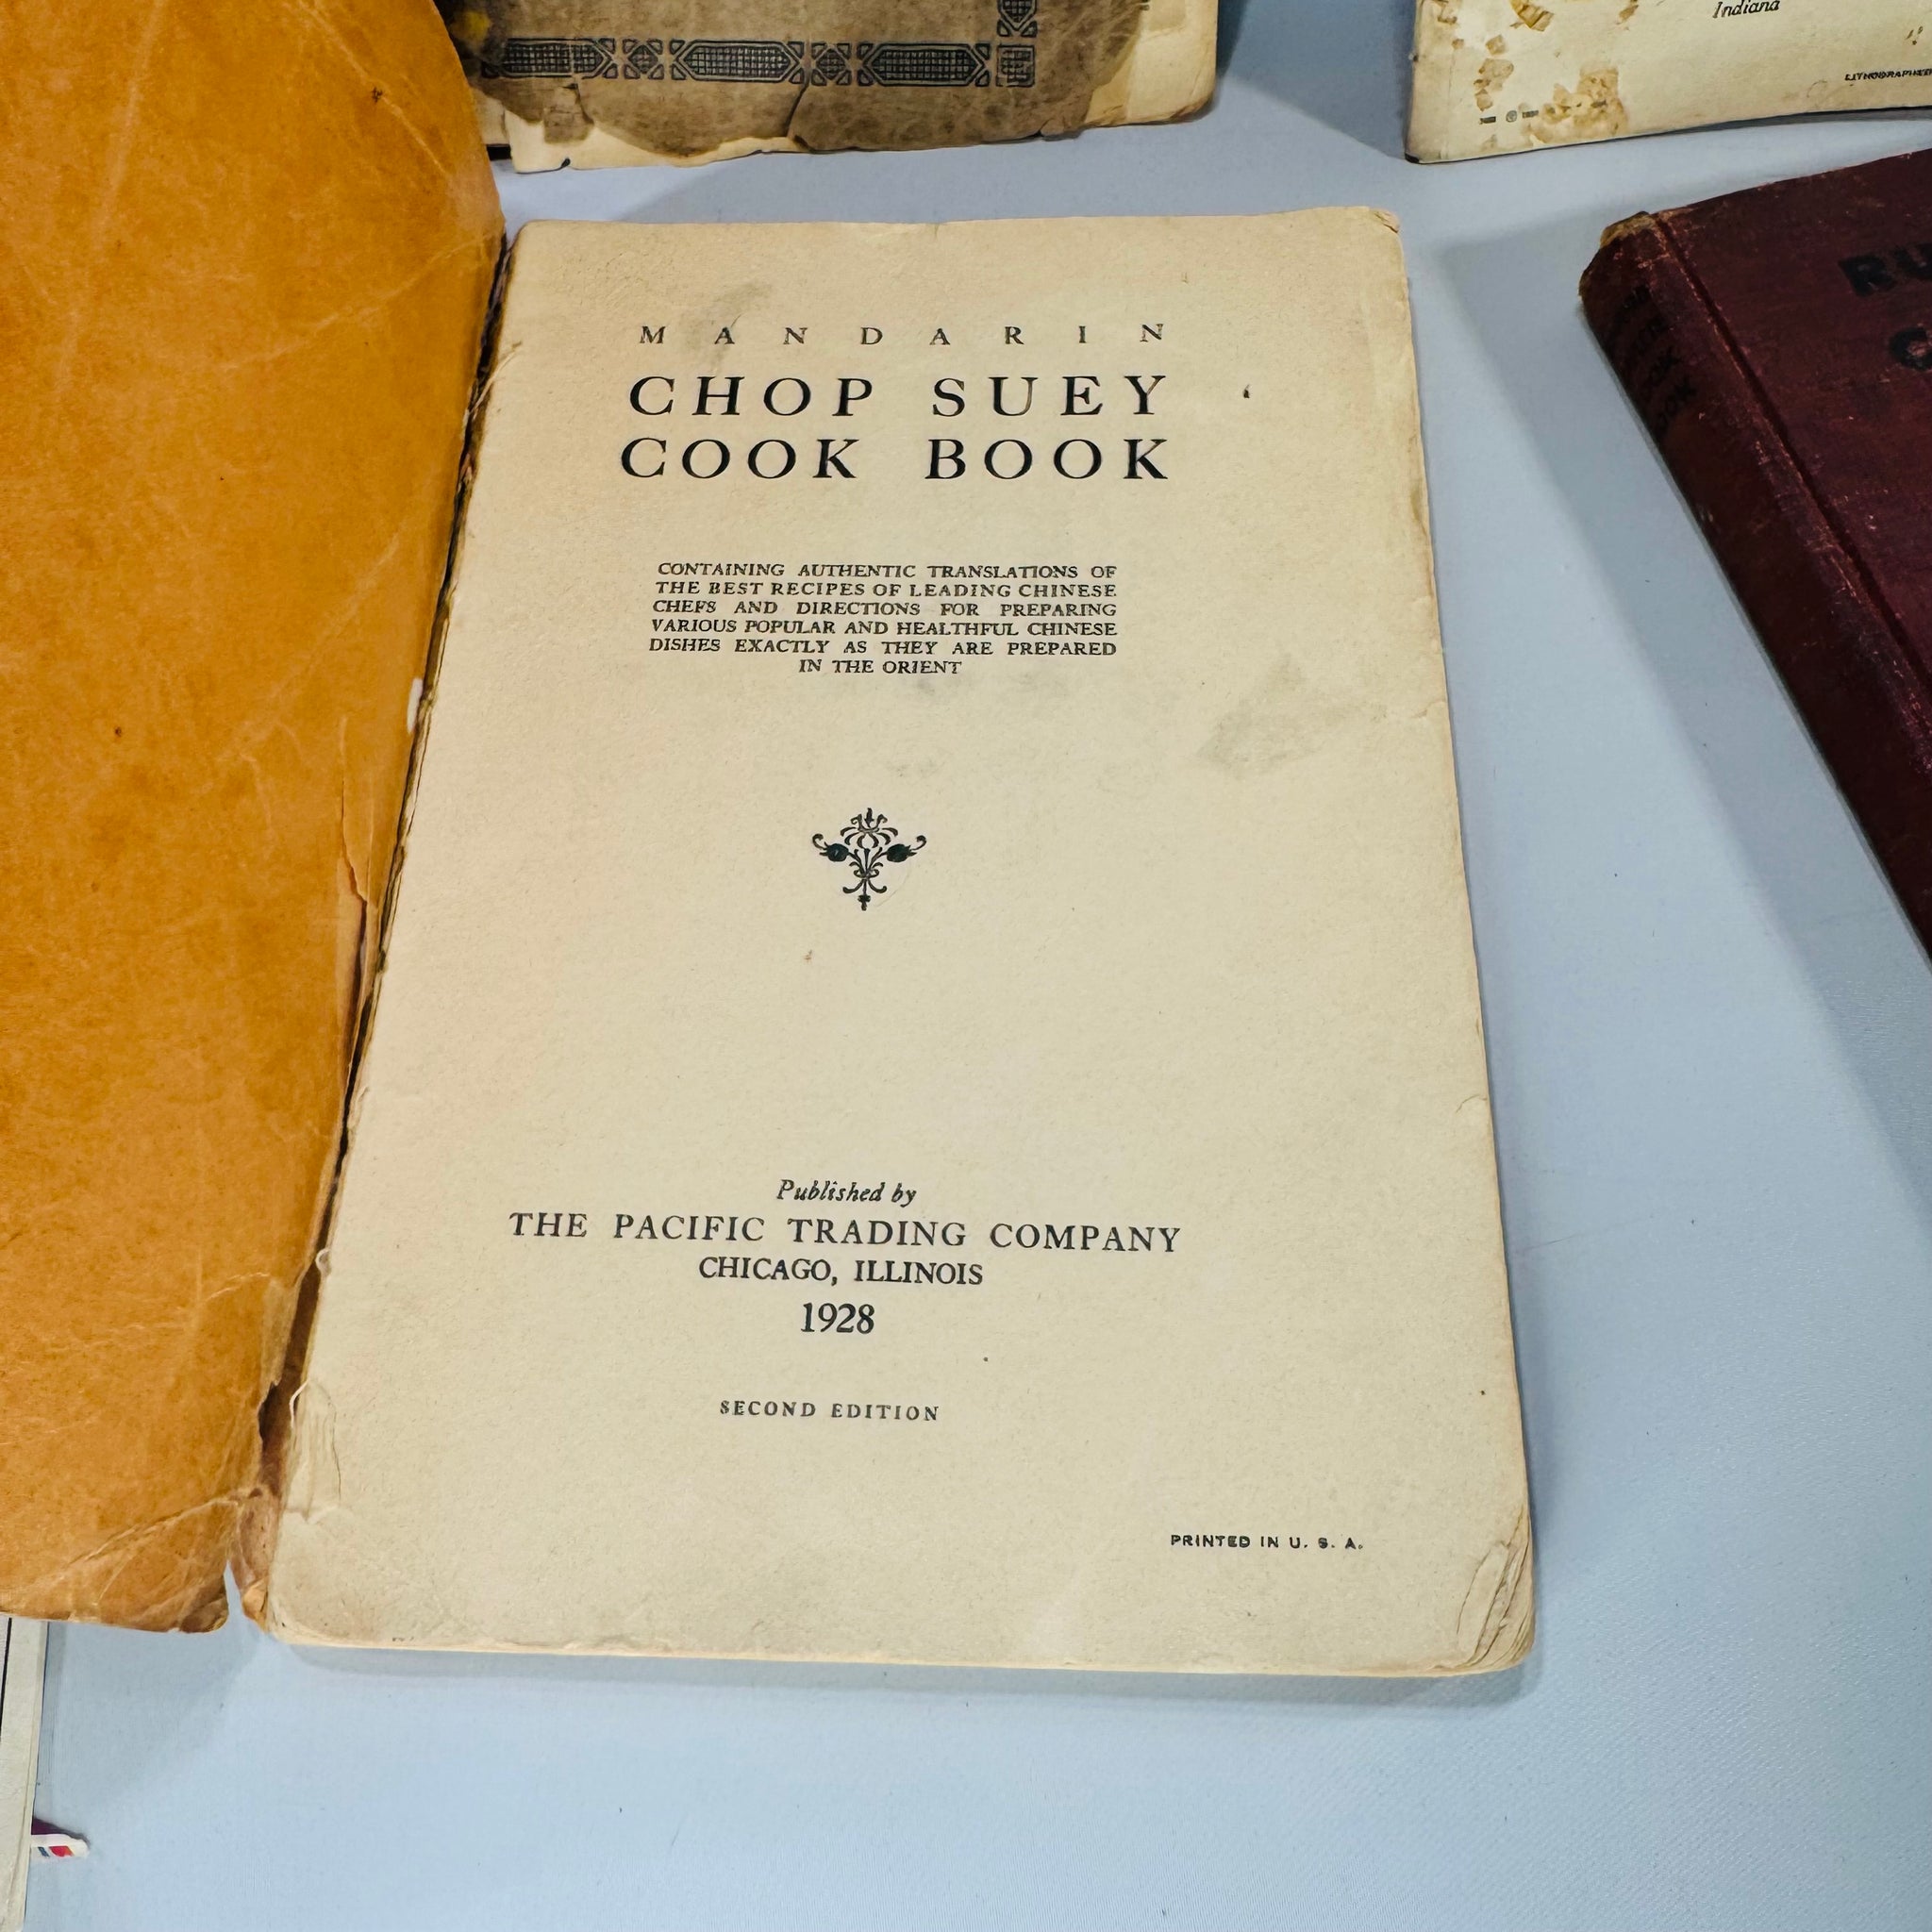 Indiana
M A N D A R I N
CHOP SUEY
COOK BOOK
CONTAINING AUTHENTIC TRANSLATIONS OF
THE BEST RECIPES OF LEADING CHINESE
CHEFS AND DIRECTIONS FOR PREPARING
VARIOUS POPULAR AND HEALTHFUL CHINESE
DISHES EXACTLY AS THEY ARE PREPARED
IN THE ORIENT
Published by
THE PACIFIC TRADING COMPANY
CHICAGO, ILLINOIS
1928
SECOND EDITION
PRINTED IN U. S. A.